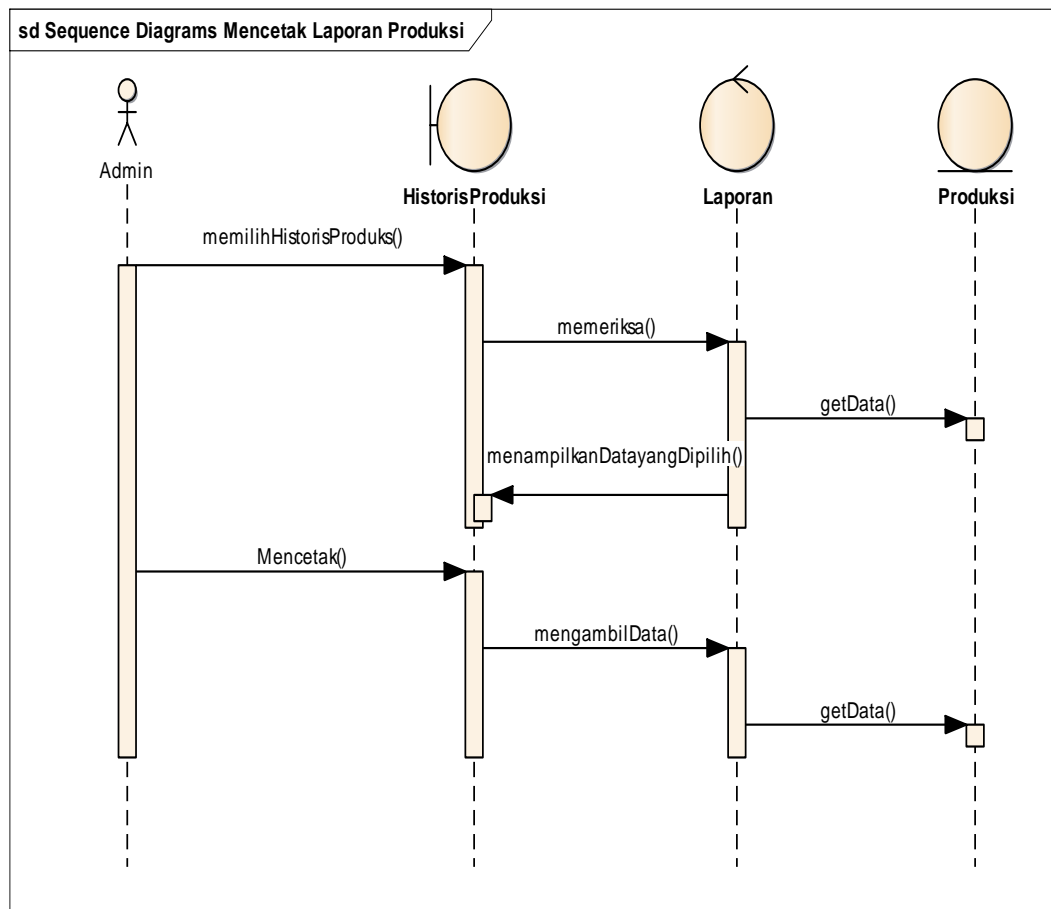 sd Sequence Diagrams Mencetak Laporan Produksi
Admin
HistorisProduksi
Laporan
Produksi
memilihHistorisProduks()
memeriksa()
getData()
menampilkanDatayangDipilih()
Mencetak()
mengambilData()
getData()